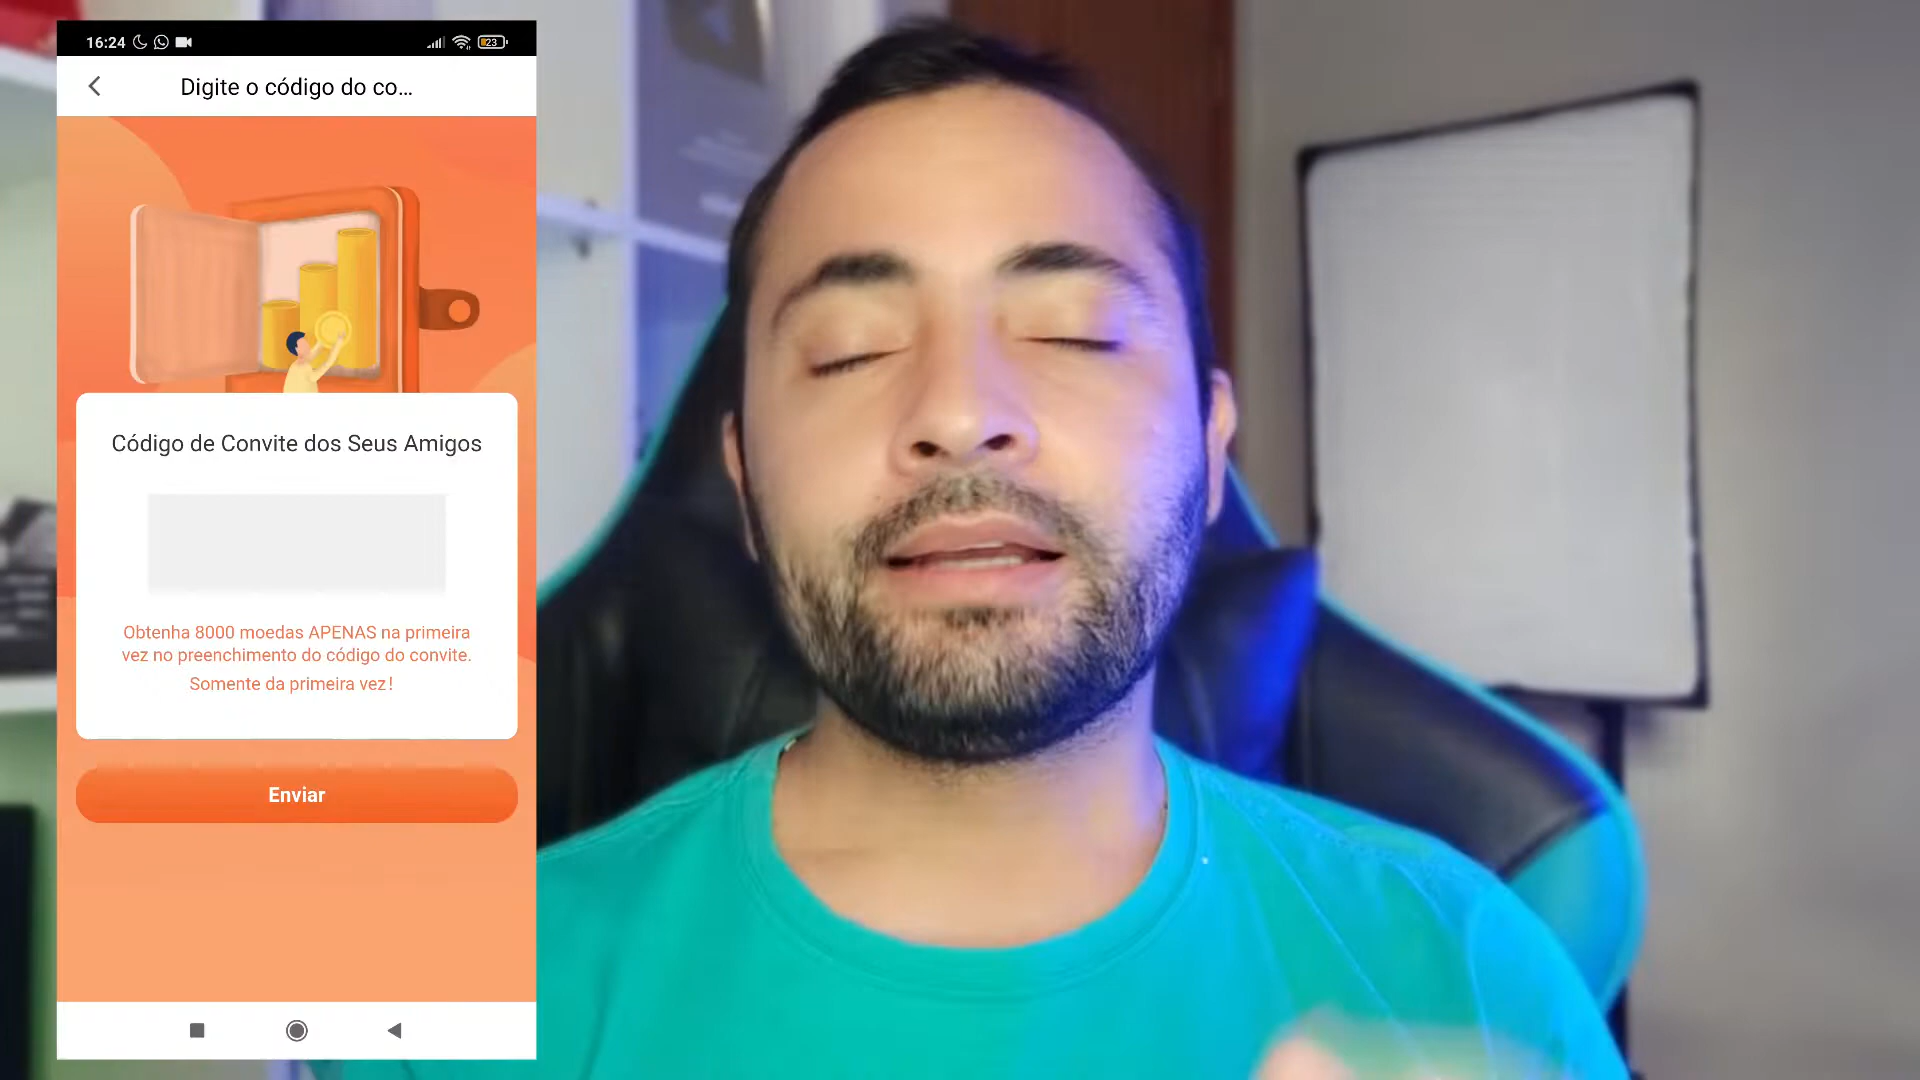 16:24
23
Digite o código do co...
Código de Convite dos Seus Amigos
Obtenha 8000 moedas APENAS na primeira
vez no preenchimento do código do convite.
Somente da primeira vez!
Enviar